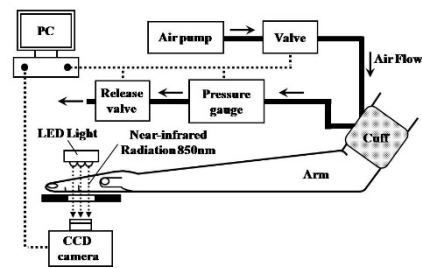 PC
Air pump
Valve
Air Flow
Release
valve
Pressure
gauge
Cuff
LED Light
Near-infrared
Radiation 850nm
Arm
CCD
camera